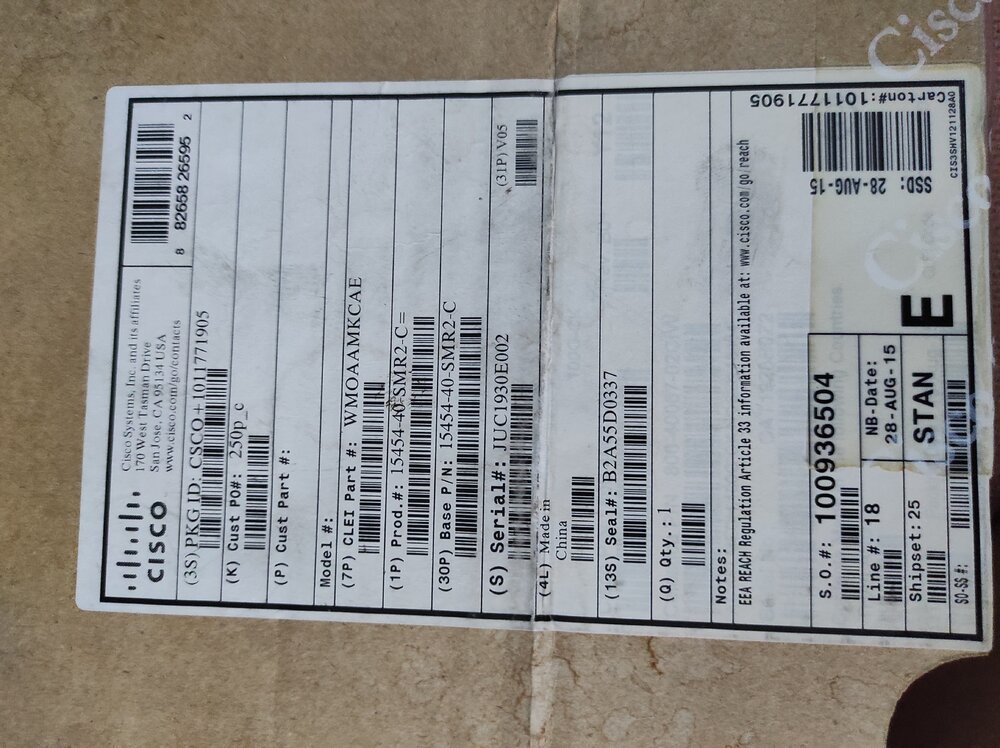 CISCO
Cisco Systems, Inc. and its affiliates
170 West Tasman Drive
San Jose, CA 95134 USA
www.cisco.com/go/contacts
8 82658 26595 2
(3S) PKG ID: CSCO+1011771905
(K) Cust PO#: 250p_c
(P) Cust Part #:
Model #:
(7P) CLEI Part #: WMOAAMKCAE
(1P) Prod.#: 15454-40-SMR2-C=
(30P) Base P/N: 15454-40-SMR2-C
(S) Serial#: JUC1930E002
(31P) V05
(4L) Made in
China
(13S) Seal#: B2A55D0337
(Q) Qty.: 1
Notes:
EEA REACH Regulation Article 33 information available at: www.cisco.com/go/reach
S.O.#: 100936504
Line #: 18
NB-Date:
28-AUG-15
Shipset: 25
STAN
E
SO-SS #:
SSD: 28-AUG-15
Carton#:1011771905
CIS3SHV121128A0
Cisco
Cisco